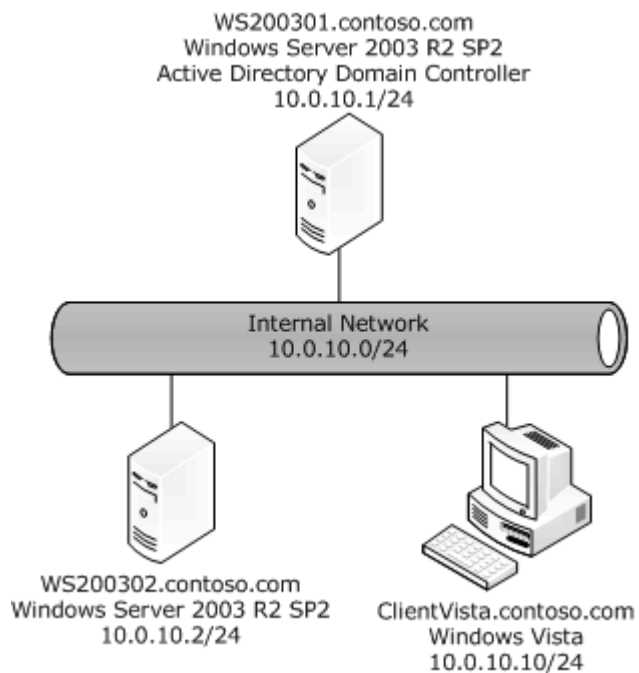 WS200301.contoso.com
Windows Server 2003 R2 SP2
Active Directory Domain Controller
10.0.10.1/24
Internal Network
10.0.10.0/24
WS200302.contoso.com
Windows Server 2003 R2 SP2
10.0.10.2/24
ClientVista.contoso.com
Windows Vista
10.0.10.10/24